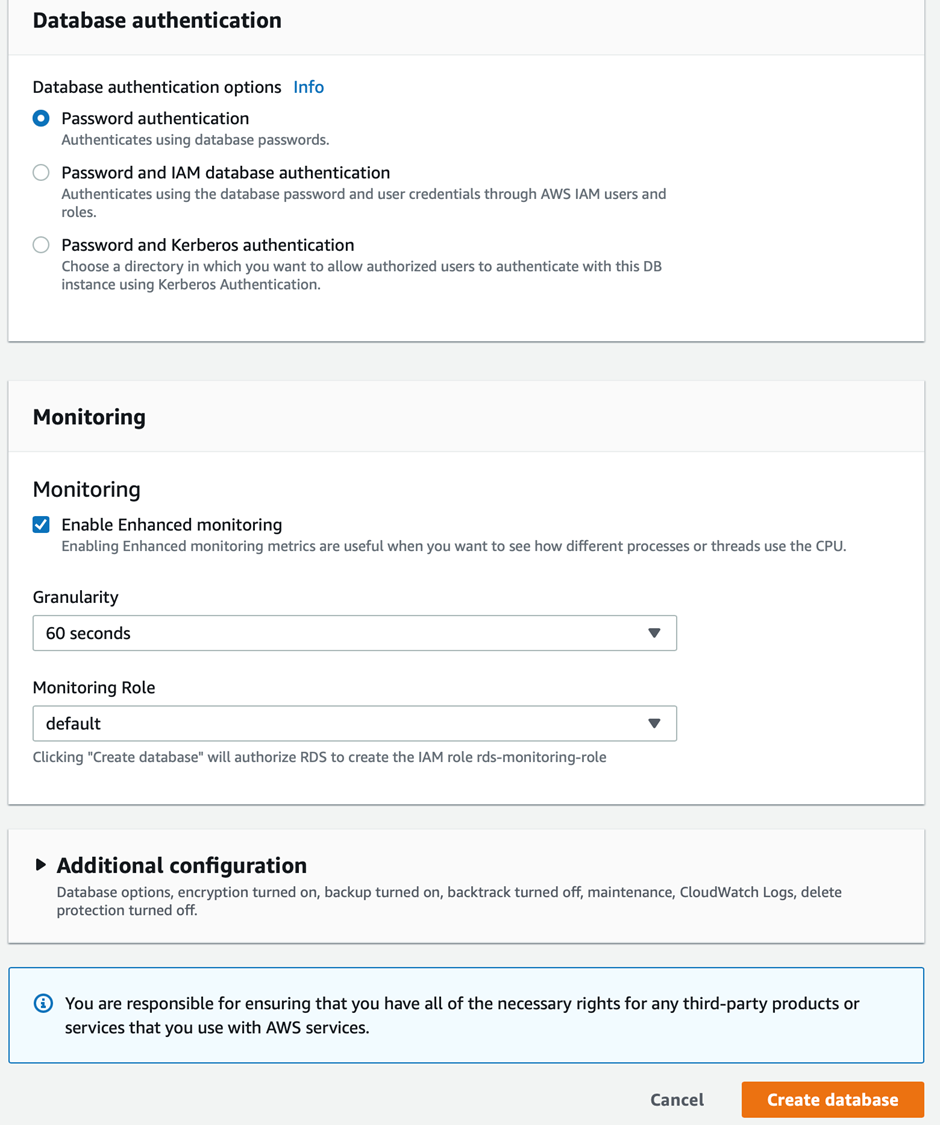 Database authentication
Database authentication options Info
Password authentication
Authenticates using database passwords.
Password and IAM database authentication
Authenticates using the database password and user credentials through AWS IAM users and
roles.
Password and Kerberos authentication
Choose a directory in which you want to allow authorized users to authenticate with this DB
instance using Kerberos Authentication.
Monitoring
Monitoring
Enable Enhanced monitoring
Enabling Enhanced monitoring metrics are useful when you want to see how different processes or threads use the CPU.
Granularity
60 seconds
Monitoring Role
default
Clicking "Create database" will authorize RDS to create the IAM role rds-monitoring-role
Additional configuration
Database options, encryption turned on, backup turned on, backtrack turned off, maintenance, CloudWatch Logs, delete
protection turned off.
You are responsible for ensuring that you have all of the necessary rights for any third-party products or
services that you use with AWS services.
Cancel Create database